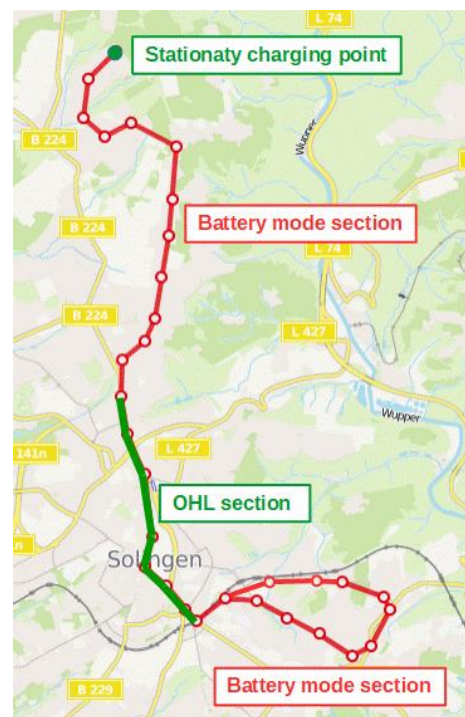 L 74
Stationaty charging point
B 224
Wupper
Battery mode section
B 224
L 74
B 224
L 427
Wupper
L 427
141n
OHL section
n
Solingen
Battery mode section
B 229